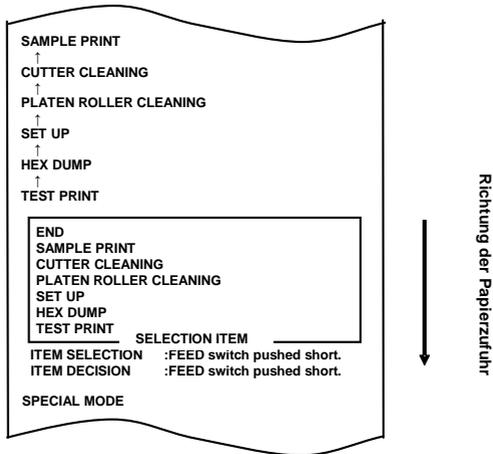 SAMPLE PRINT
↑
CUTTER CLEANING
↑
PLATEN ROLLER CLEANING
↑
SET UP
↑
HEX DUMP
↑
TEST PRINT
END
SAMPLE PRINT
CUTTER CLEANING
PLATEN ROLLER CLEANING
SET UP
HEX DUMP
TEST PRINT
SELECTION ITEM
ITEM SELECTION :FEED switch pushed short.
ITEM DECISION :FEED switch pushed short.
SPECIAL MODE
Richtung der Papierzufuhr